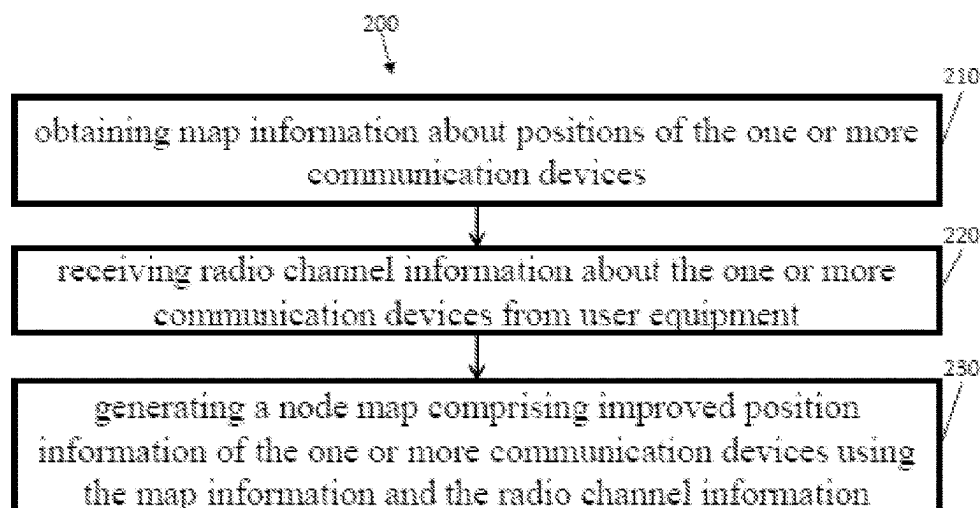 200
210
obtaining map information about positions of the one or more
communication devices
220
receiving radio channel information about the one or more
communication devices from user equipment
230
generating a node map comprising improved position
information of the one or more communication devices using
the map information and the radio channel information